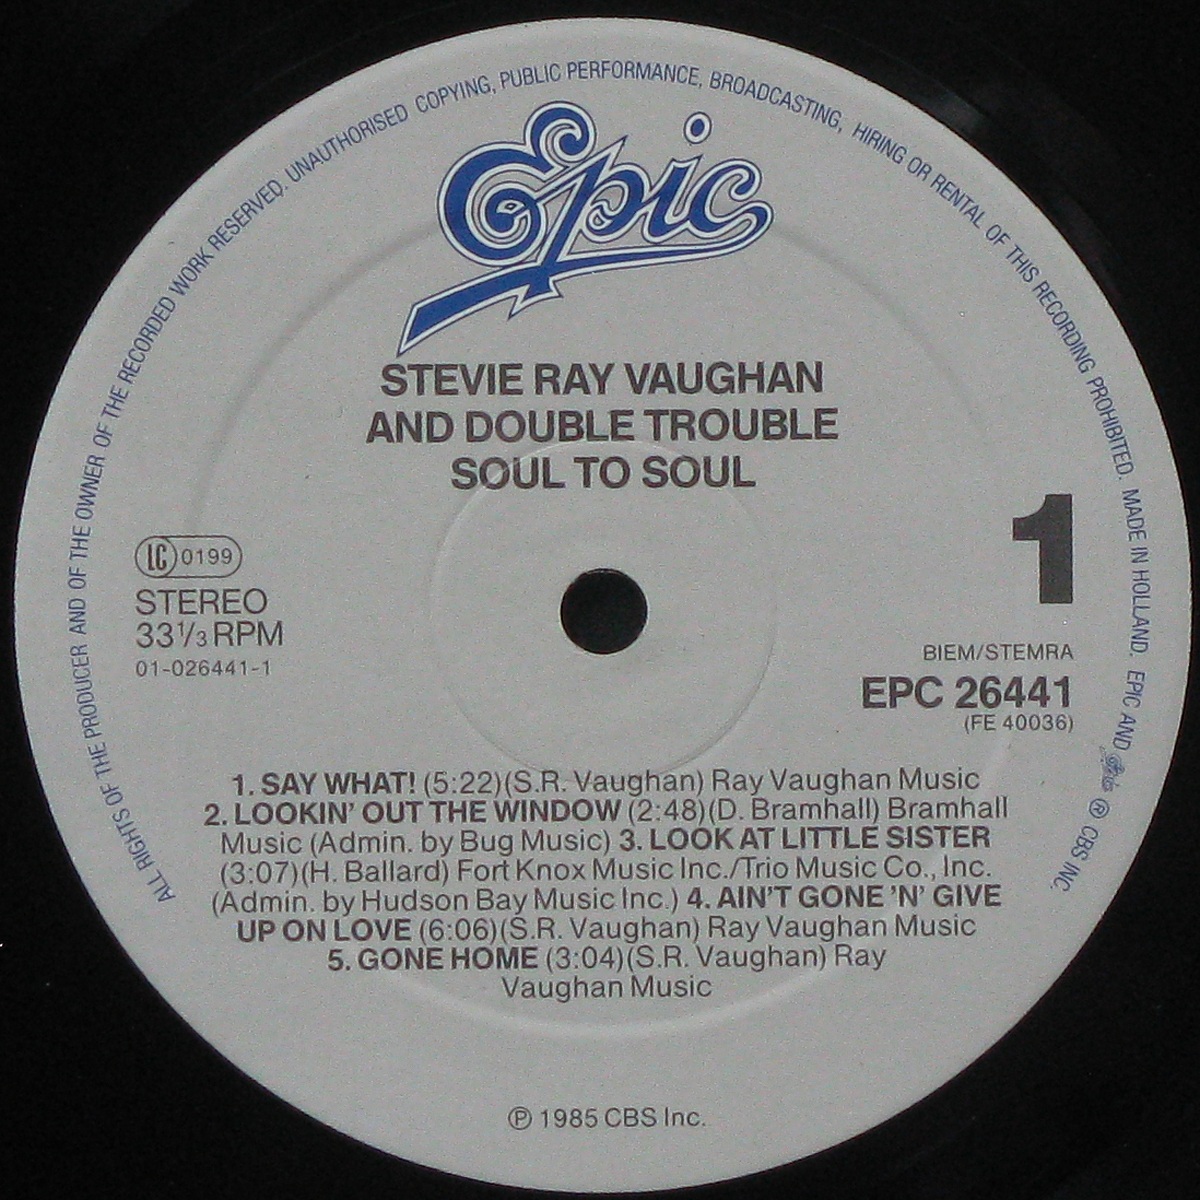 ALL RIGHTS OF THE PRODUCER AND OF THE OWNER OF THE RECORDED WORK RESERVED. UNAUTHORISED COPYING, PUBLIC PERFORMANCE, BROADCASTING, HIRING OR RENTAL OF THIS RECORDING PROHIBITED. MADE IN HOLLAND. EPIC AND Epic ® CBS INC.
Epic
STEVIE RAY VAUGHAN
AND DOUBLE TROUBLE
SOUL TO SOUL
1
LC 0199
STEREO
33 1/3 RPM
01-026441-1
BIEM/STEMRA
EPC 26441
(FE 40036)
1. SAY WHAT! (5:22)(S.R. Vaughan) Ray Vaughan Music
2. LOOKIN' OUT THE WINDOW (2:48)(D. Bramhall) Bramhall
Music (Admin. by Bug Music) 3. LOOK AT LITTLE SISTER
(3:07)(H. Ballard) Fort Knox Music Inc./Trio Music Co., Inc.
(Admin. by Hudson Bay Music Inc.) 4. AIN'T GONE 'N' GIVE
UP ON LOVE (6:06)(S.R. Vaughan) Ray Vaughan Music
5. GONE HOME (3:04)(S.R. Vaughan) Ray
Vaughan Music
℗ 1985 CBS Inc.